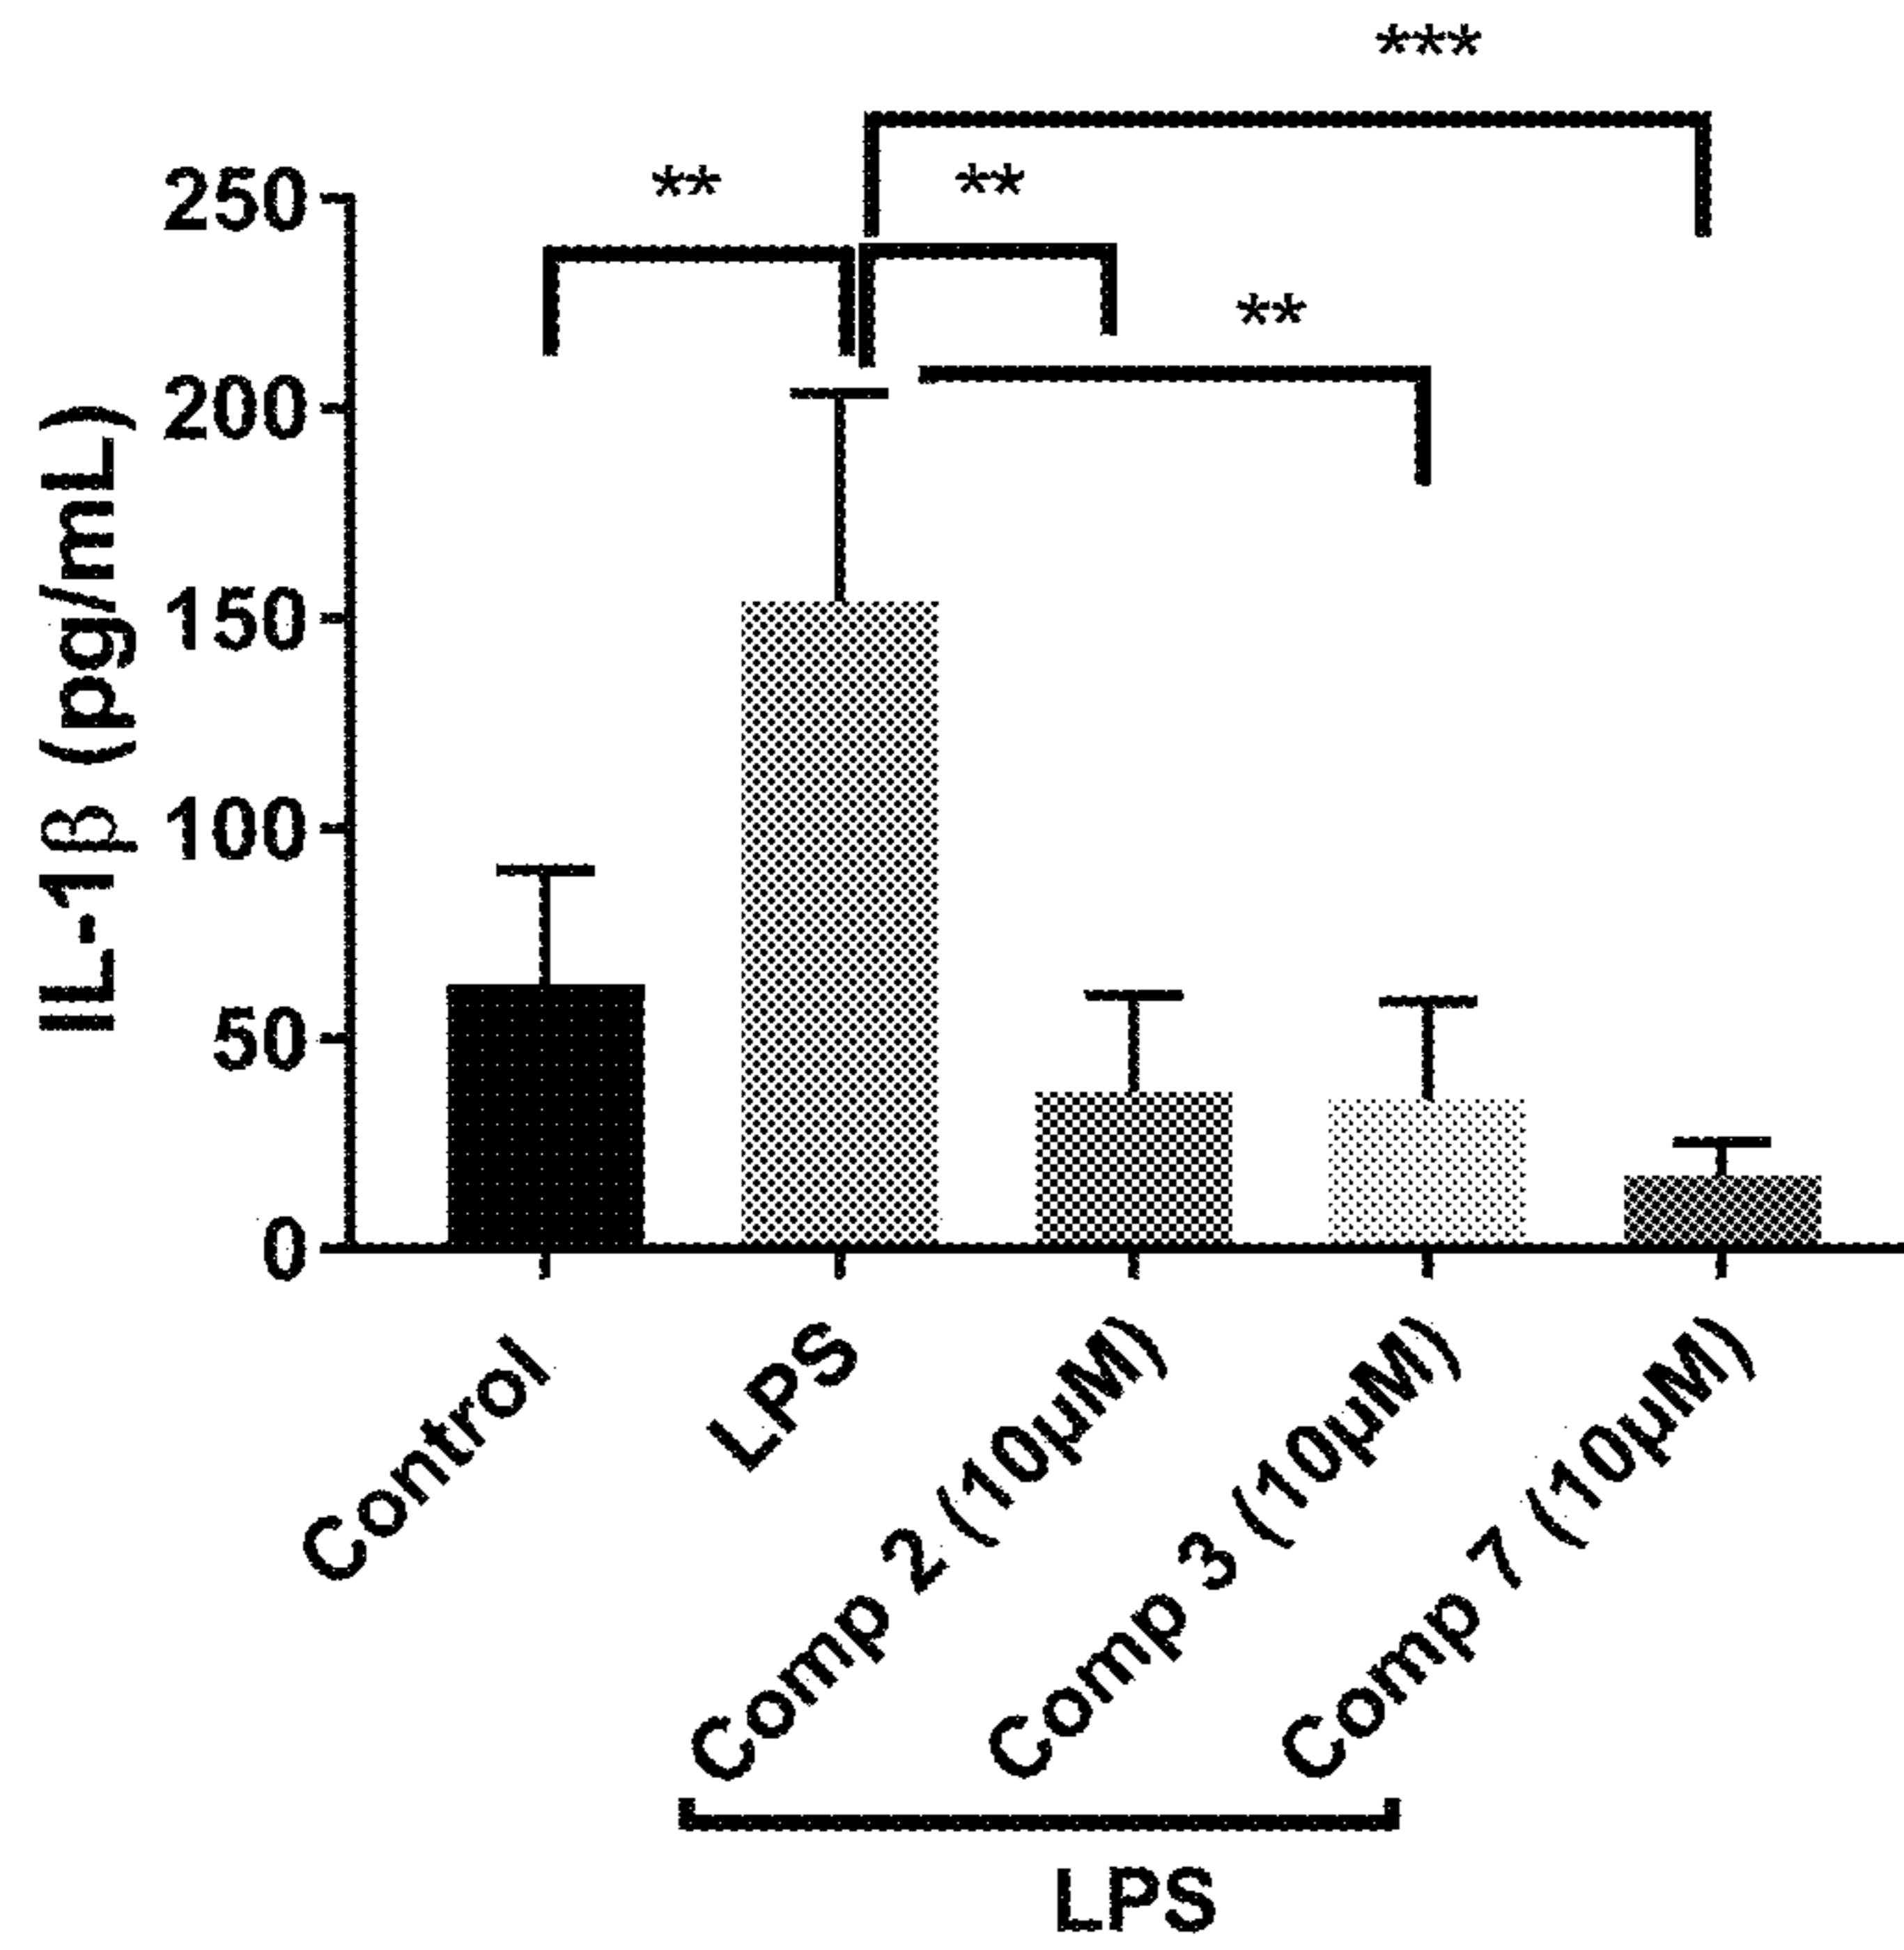 ***
**
**
**
IL-1β (pg/mL)
250
200
150
100
50
0
Control
LPS
Comp 2 (10µM)
Comp 3 (10µM)
Comp 7 (10µM)
LPS